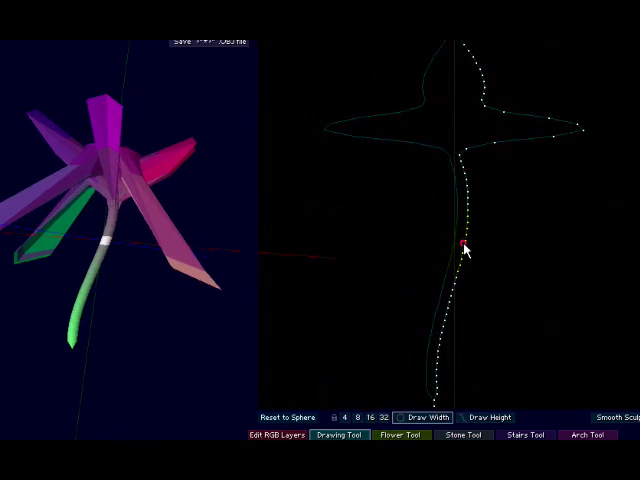 Save .OBJ file
Reset to Sphere 4 8 16 32 Draw Width Draw Height Smooth Sculp
Edit RGB Layers Drawing Tool Flower Tool Stone Tool Stairs Tool Arch Tool